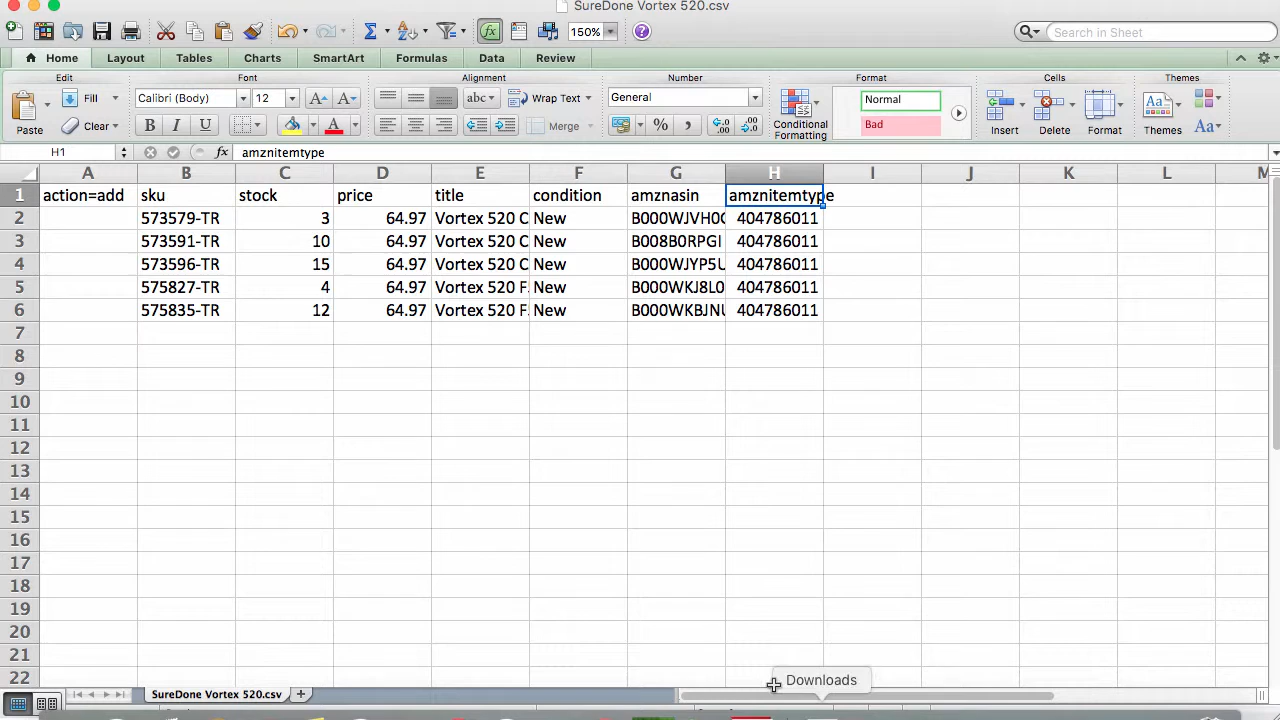 SureDone Vortex 520.csv
150%
Search in Sheet
Home Layout Tables Charts SmartArt Formulas Data Review
Edit Font Alignment Number Format Cells Themes
Paste Fill Clear
Calibri (Body) 12 A A
B I U A
abc Wrap Text
Merge
General
% ,
Conditional Formatting
Normal
Bad
Insert Delete Format Themes Aa
H1 fx amznitemtype
A B C D E F G H I J K L M
1 action=add sku stock price title condition amznasin amznitemtype
2 573579-TR 3 64.97 Vortex 520 C New B000WJVH0 404786011
3 573591-TR 10 64.97 Vortex 520 C New B008B0RPGI 404786011
4 573596-TR 15 64.97 Vortex 520 C New B000WJYP5U 404786011
5 575827-TR 4 64.97 Vortex 520 F New B000WKJ8L0 404786011
6 575835-TR 12 64.97 Vortex 520 F New B000WKBJNU 404786011
7
8
9
10
11
12
13
14
15
16
17
18
19
20
21
22
Downloads
SureDone Vortex 520.csv